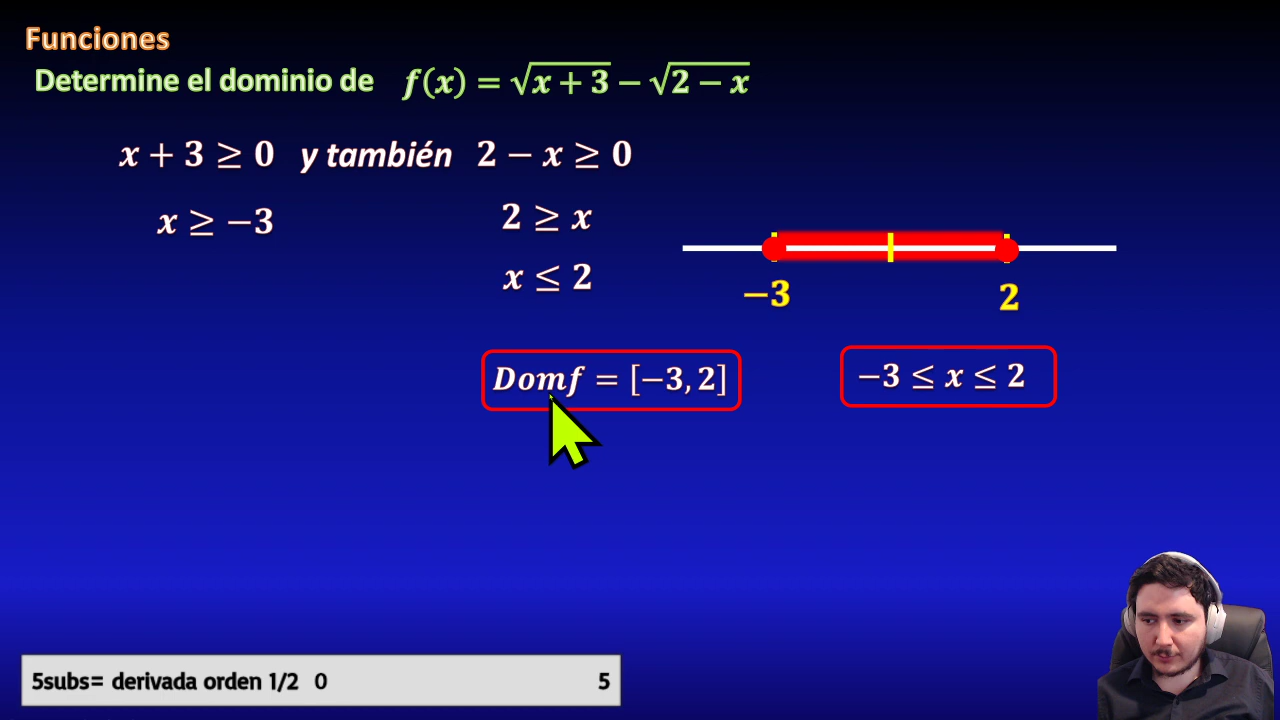 Funciones
Determine el dominio de f(x) = √(x + 3) − √(2 − x)
x + 3 ≥ 0 y también 2 − x ≥ 0
x ≥ −3
2 ≥ x
x ≤ 2
−3 2
Domf = [−3, 2]
−3 ≤ x ≤ 2
5subs= derivada orden 1/2 0 5